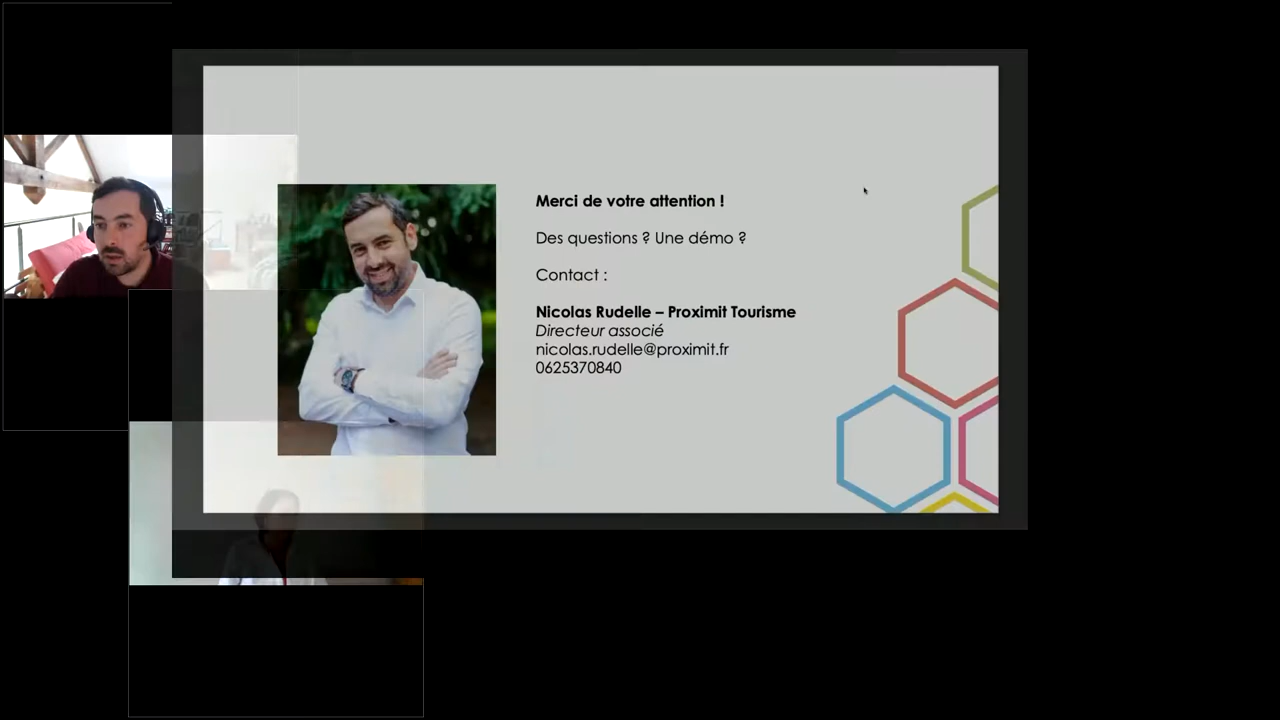 Merci de votre attention !
Des questions ? Une démo ?
Contact :
Nicolas Rudelle – Proximit Tourisme
Directeur associé
nicolas.rudelle@proximit.fr
0625370840